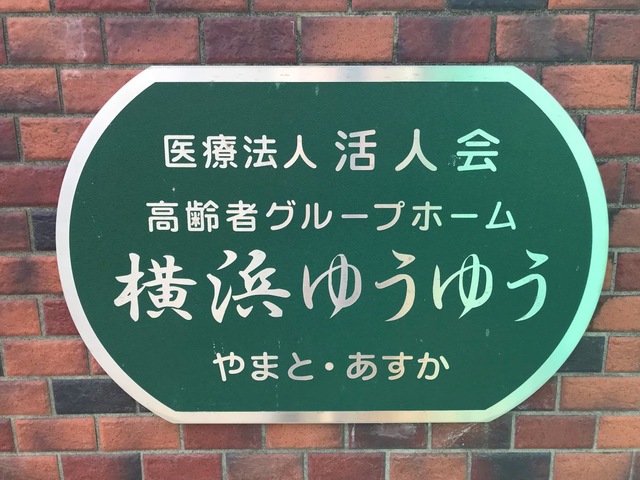 医療法人 活人会
高齢者グループホーム
横浜ゆうゆう
やまと・あすか